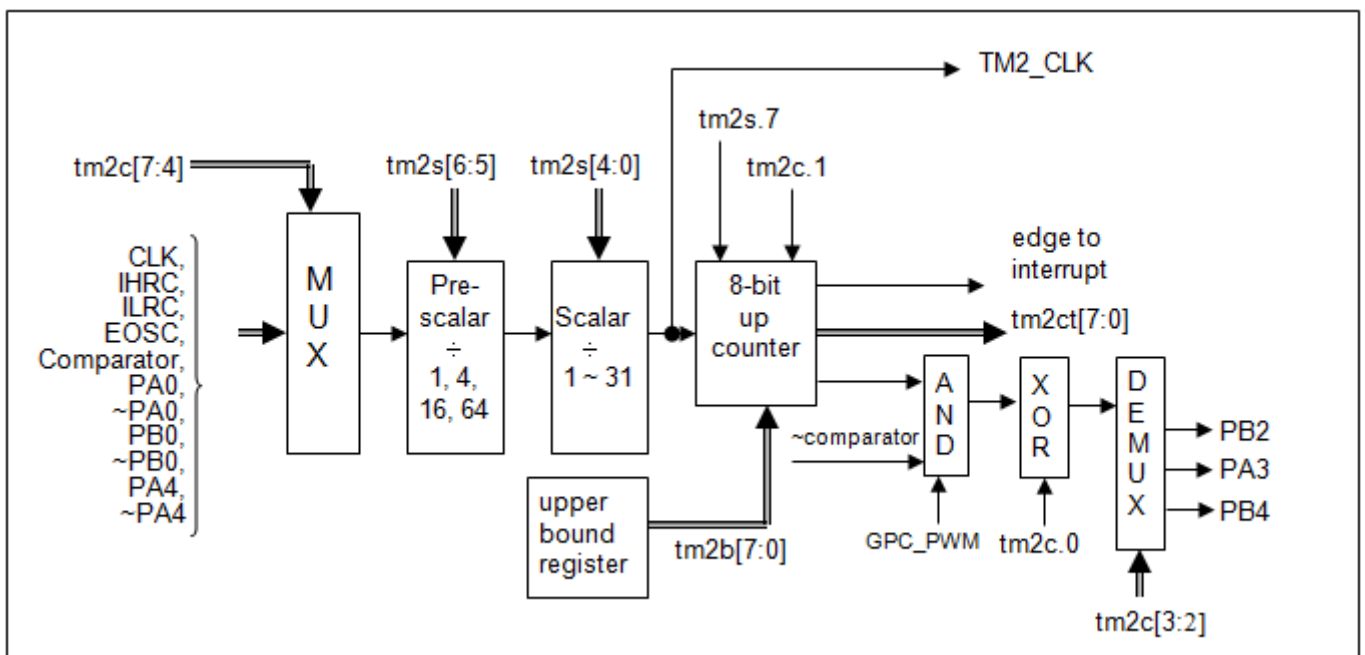 TM2_CLK
tm2s.7
tm2c[7:4]
tm2s[6:5]
tm2s[4:0]
tm2c.1
CLK,
IHRC,
ILRC,
EOSC,
Comparator,
PA0,
~PA0,
PB0,
~PB0,
PA4,
~PA4
M
U
X
Pre-
scalar
÷
1, 4,
16, 64
Scalar
÷
1 ~ 31
8-bit
up
counter
edge to
interrupt
tm2ct[7:0]
~comparator
A
N
D
X
O
R
D
E
M
U
X
PB2
PA3
PB4
upper
bound
register
tm2b[7:0]
GPC_PWM
tm2c.0
tm2c[3:2]